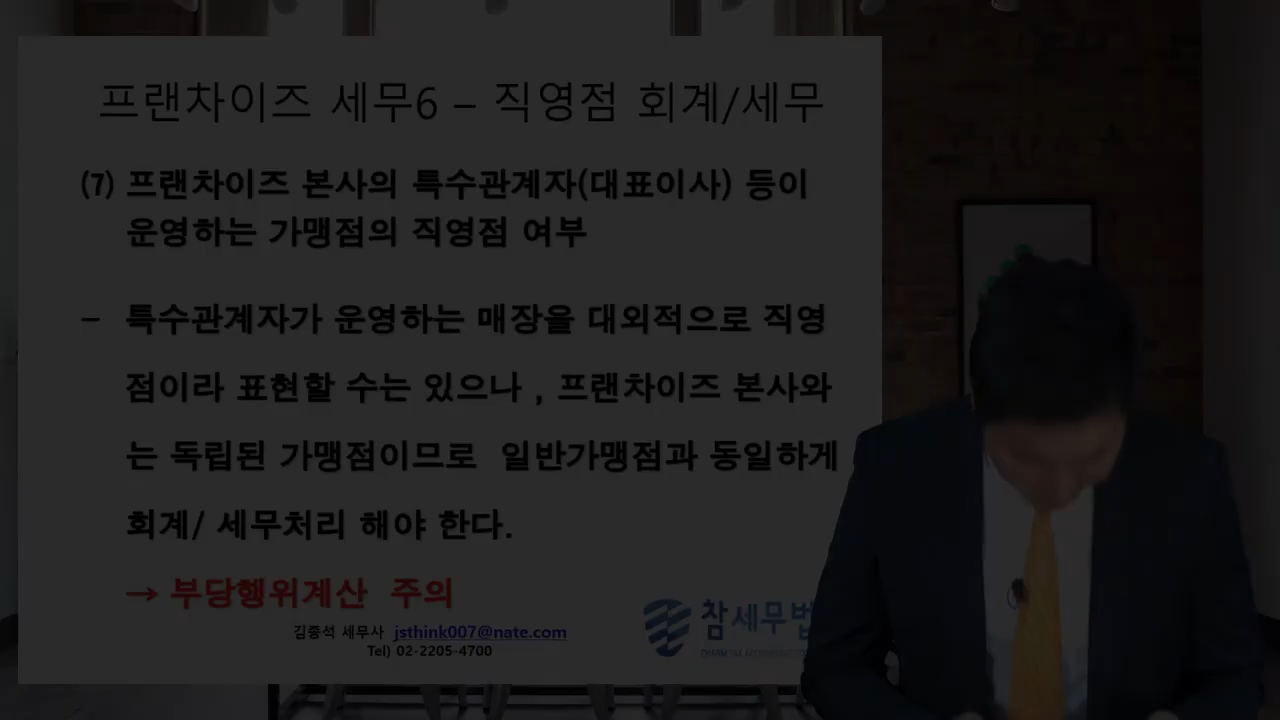 프랜차이즈 세무6 – 직영점 회계/세무
(7) 프랜차이즈 본사의 특수관계자(대표이사) 등이
운영하는 가맹점의 직영점 여부
– 특수관계자가 운영하는 매장을 대외적으로 직영
점이라 표현할 수는 있으나 , 프랜차이즈 본사와
는 독립된 가맹점이므로 일반가맹점과 동일하게
회계/ 세무처리 해야 한다.
→ 부당행위계산 주의
김중석 세무사 jsthink007@nate.com
Tel) 02-2205-4700
참세무법